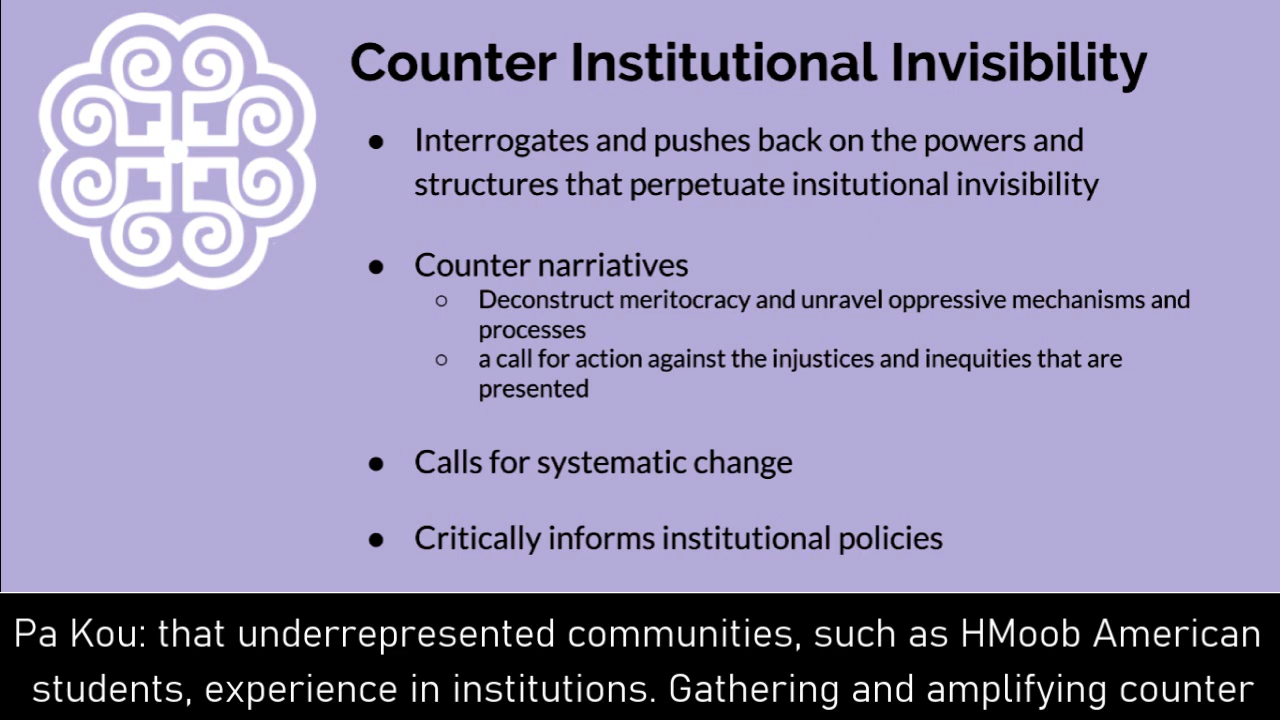 Counter Institutional Invisibility
● Interrogates and pushes back on the powers and
structures that perpetuate insitutional invisibility
● Counter narriatives
○ Deconstruct meritocracy and unravel oppressive mechanisms and
processes
○ a call for action against the injustices and inequities that are
presented
● Calls for systematic change
● Critically informs institutional policies
Pa Kou: that underrepresented communities, such as HMoob American
students, experience in institutions. Gathering and amplifying counter